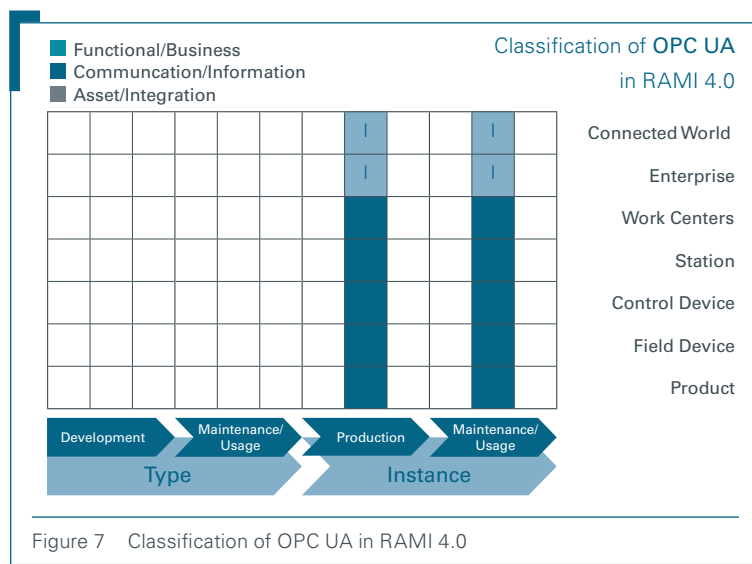 Functional/Business
Communcation/Information
Asset/Integration
Classification of OPC UA
in RAMI 4.0
I
I
Connected World
I
I
Enterprise
Work Centers
Station
Control Device
Field Device
Product
Development
Maintenance/
Usage
Production
Maintenance/
Usage
Type
Instance
Figure 7 Classification of OPC UA in RAMI 4.0